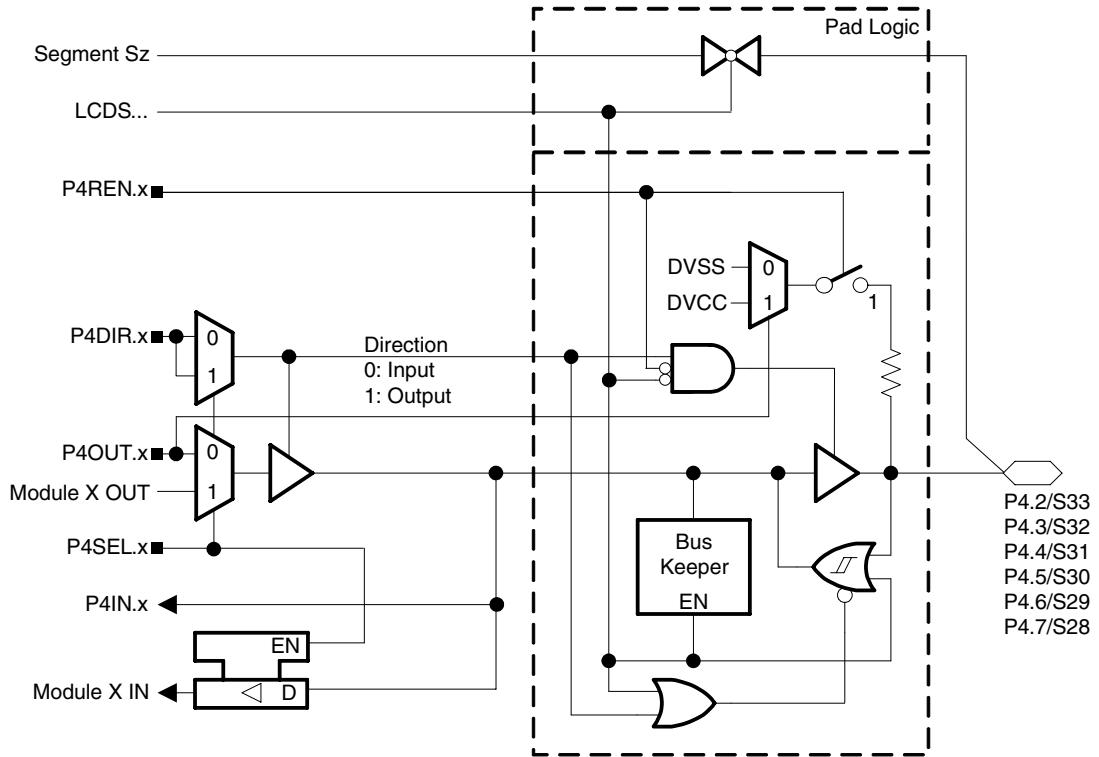 Pad Logic
Segment Sz
LCDS...
P4REN.x
DVSS
0
DVCC
1
1
P4DIR.x
0
1
Direction
0: Input
1: Output
P4OUT.x
0
Module X OUT
1
P4SEL.x
Bus
Keeper
EN
P4.2/S33
P4.3/S32
P4.4/S31
P4.5/S30
P4.6/S29
P4.7/S28
P4IN.x
EN
Module X IN
D